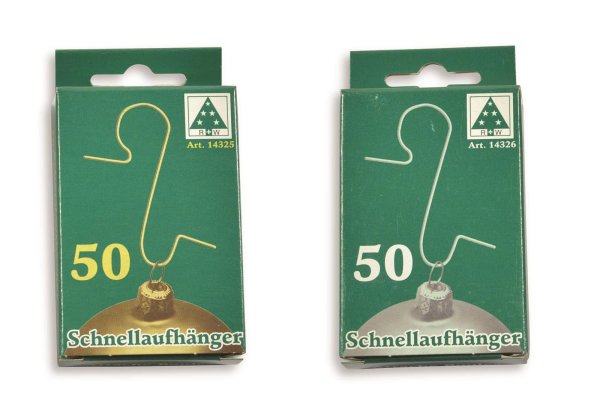 R W
Art. 14325
50
Schnellaufhänger
R W
Art. 14326
50
Schnellaufhänger